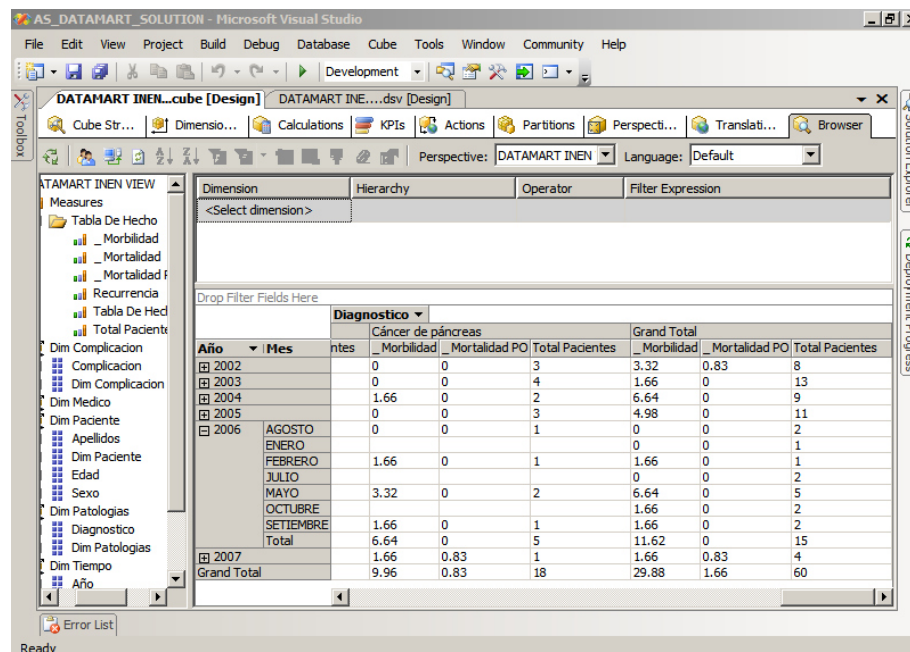 AS_DATAMART_SOLUTION - Microsoft Visual Studio
File Edit View Project Build Debug Database Cube Tools Window Community Help
Development
DATAMART INEN...cube [Design] DATAMART INE....dsv [Design]
Cube Str... Dimensio... Calculations KPIs Actions Partitions Perspecti... Translati... Browser
Perspective: DATAMART INEN Language: Default
Toolbox
Solution Explorer
Deployment Progress
ATAMART INEN VIEW
Measures
Tabla De Hecho
_Morbilidad
_Mortalidad
_Mortalidad P
Recurrencia
Tabla De Hecl
Total Paciente
Dim Complicacion
Complicacion
Dim Complicacion
Dim Medico
Dim Paciente
Apellidos
Dim Paciente
Edad
Sexo
Dim Patologias
Diagnostico
Dim Patologias
Dim Tiempo
Año
Dimension Hierarchy Operator Filter Expression
<Select dimension>
Drop Filter Fields Here
Diagnostico
Cáncer de páncreas Grand Total
Año Mes ntes _Morbilidad _Mortalidad PO Total Pacientes _Morbilidad _Mortalidad PO Total Pacientes
2002 0 0 3 3.32 0.83 8
2003 0 0 4 1.66 0 13
2004 1.66 0 2 6.64 0 9
2005 0 0 3 4.98 0 11
2006 AGOSTO 0 0 1 0 0 2
ENERO 0 0 1
FEBRERO 1.66 0 1 1.66 0 1
JULIO 0 0 2
MAYO 3.32 0 2 6.64 0 5
OCTUBRE 1.66 0 2
SETIEMBRE 1.66 0 1 1.66 0 2
Total 6.64 0 5 11.62 0 15
2007 1.66 0.83 1 1.66 0.83 4
Grand Total 9.96 0.83 18 29.88 1.66 60
Error List
Ready